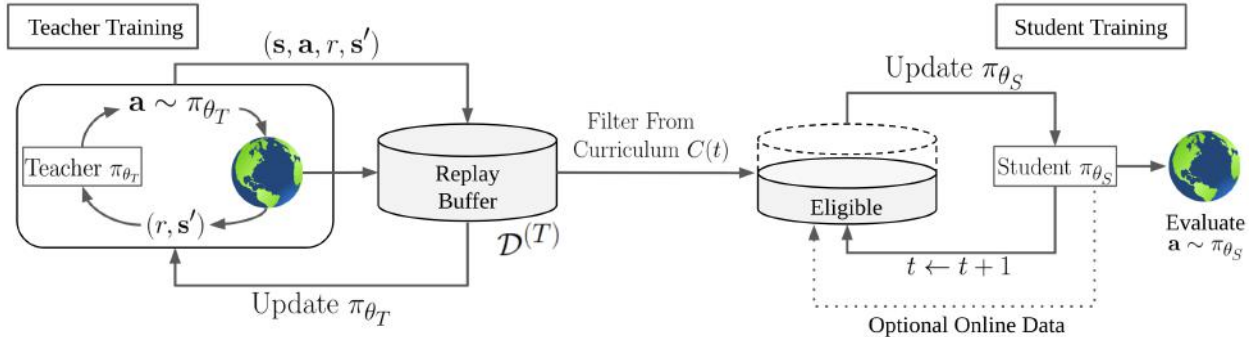 Teacher Training
(s, a, r, s′)
a ∼ π_{θ_T}
Teacher π_{θ_T}
(r, s′)
Update π_{θ_T}
Replay
Buffer
𝒟^{(T)}
Filter From
Curriculum C(t)
Student Training
Update π_{θ_S}
Eligible
Student π_{θ_S}
t ← t + 1
Optional Online Data
Evaluate
a ∼ π_{θ_S}